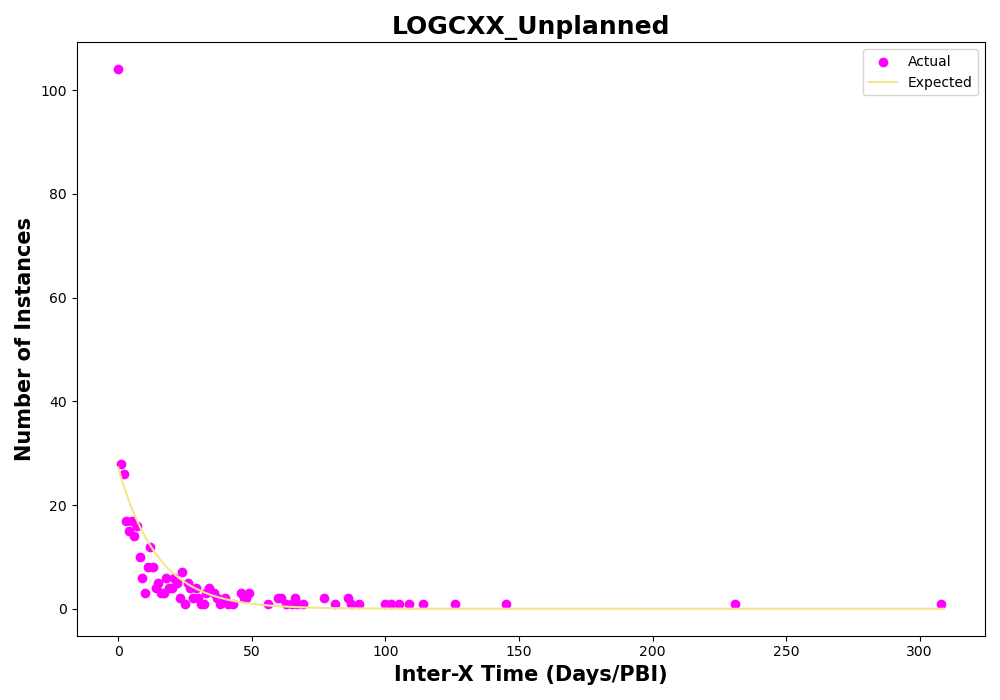 LOGCXX_Unplanned
Actual
Expected
Number of Instances
100
80
60
40
20
0
0 50 100 150 200 250 300
Inter-X Time (Days/PBI)